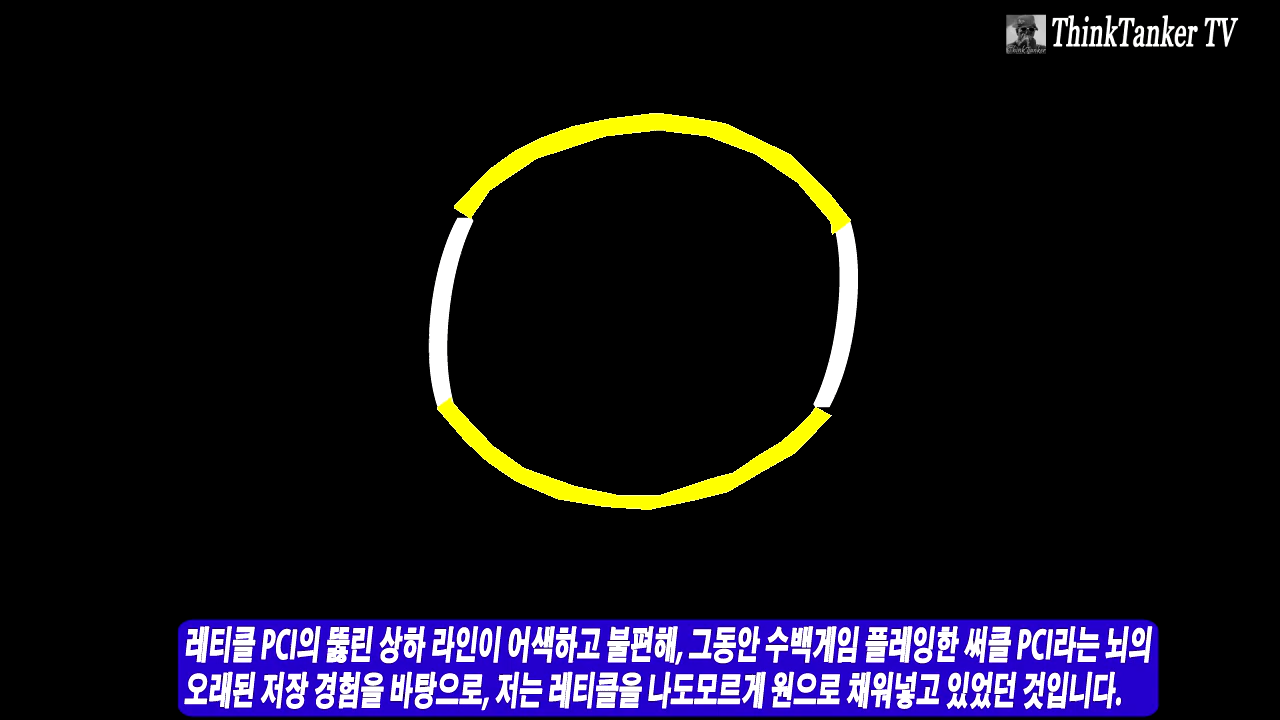 ThinkTanker TV
레티클 PCI의 뚫린 상하 라인이 어색하고 불편해, 그동안 수백게임 플레잉한 써클 PCI라는 뇌의
오래된 저장 경험을 바탕으로, 저는 레티클을 나도모르게 원으로 채워넣고 있었던 것입니다.